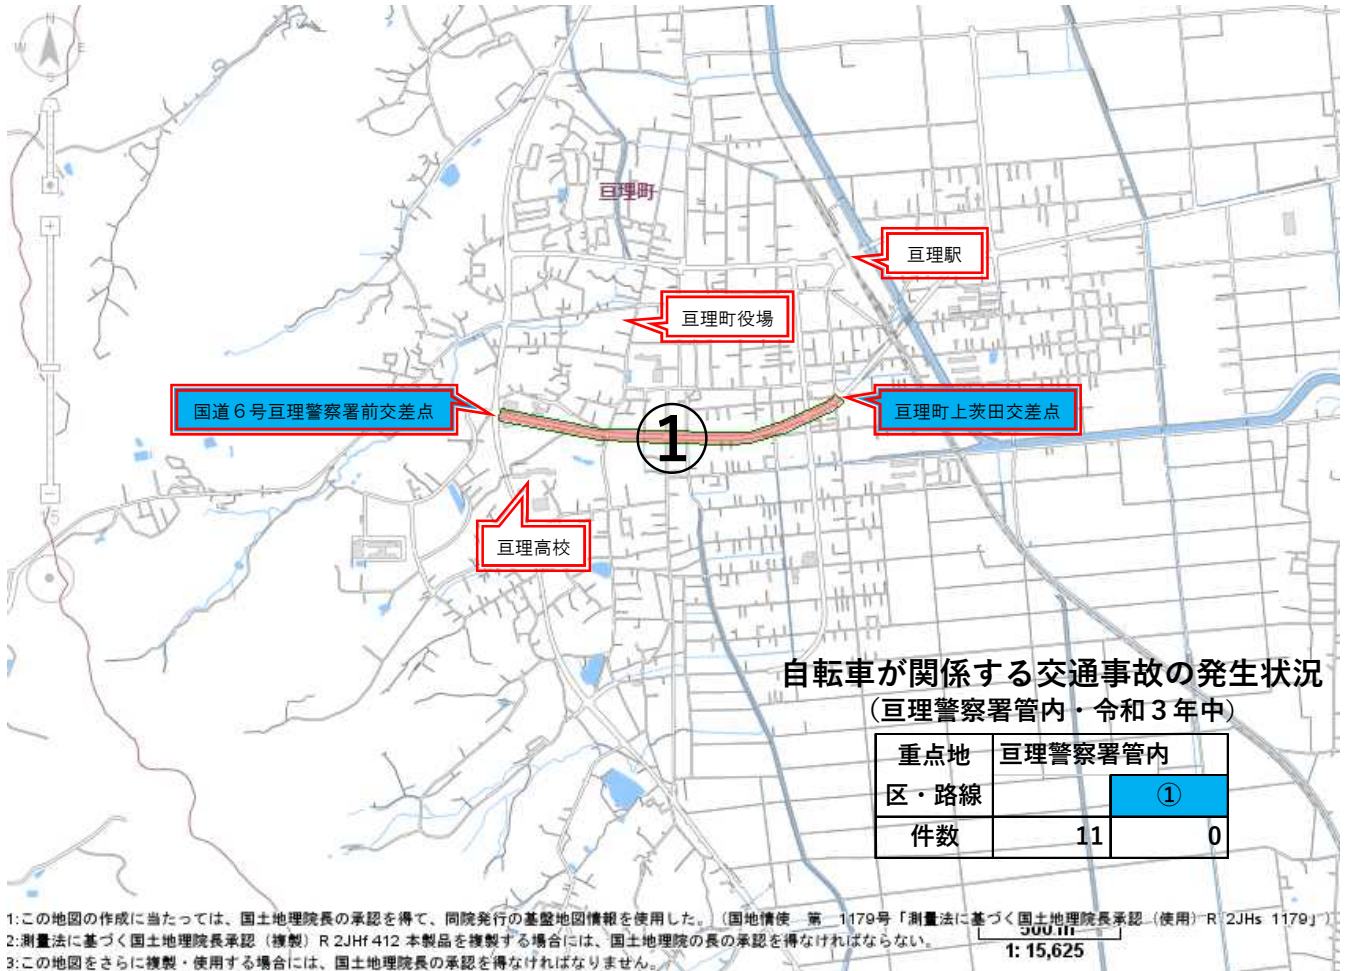 N
W
E
S
亘理町
亘理駅
亘理町役場
国道６号亘理警察署前交差点
亘理町上茨田交差点
①
亘理高校
自転車が関係する交通事故の発生状況
（亘理警察署管内・令和３年中）
重点地区・路線
亘理警察署管内
①
件数 11 0
1:この地図の作成に当たっては、国土地理院長の承認を得て、同院発行の基盤地図情報を使用した。（国地情使 第 1179号「測量法に基づく国土地理院長承認（使用）R 2JHs 1179」）
500 m
2:測量法に基づく国土地理院長承認（複製）R 2JHf 412 本製品を複製する場合には、国土地理院の長の承認を得なければならない。
1: 15,625
3:この地図をさらに複製・使用する場合には、国土地理院長の承認を得なければなりません。